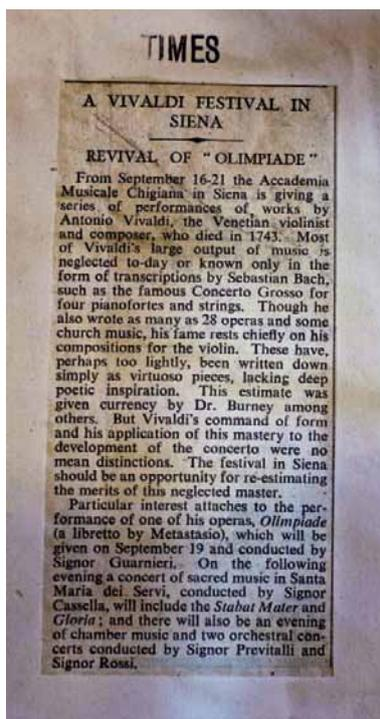 TIMES
A VIVALDI FESTIVAL IN
SIENA
REVIVAL OF "OLIMPIADE"
From September 16-21 the Accademia
Musicale Chigiana in Siena is giving a
series of performances of works by
Antonio Vivaldi, the Venetian violinist
and composer, who died in 1743. Most
of Vivaldi's large output of music is
neglected to-day or known only in the
form of transcriptions by Sebastian Bach,
such as the famous Concerto Grosso for
four pianofortes and strings. Though he
also wrote as many as 28 operas and some
church music, his fame rests chiefly on his
compositions for the violin. These have,
perhaps too lightly, been written down
simply as virtuoso pieces, lacking deep
poetic inspiration. This estimate was
given currency by Dr. Burney among
others. But Vivaldi's command of form
and his application of this mastery to the
development of the concerto were no
mean distinctions. The festival in Siena
should be an opportunity for re-estimating
the merits of this neglected master.
Particular interest attaches to the per-
formance of one of his operas, Olimpiade
(a libretto by Metastasio), which will be
given on September 19 and conducted by
Signor Guarnieri. On the following
evening a concert of sacred music in Santa
Maria dei Servi, conducted by Signor
Cassella, will include the Stabat Mater and
Gloria; and there will also be an evening
of chamber music and two orchestral con-
certs conducted by Signor Previtalli and
Signor Rossi.